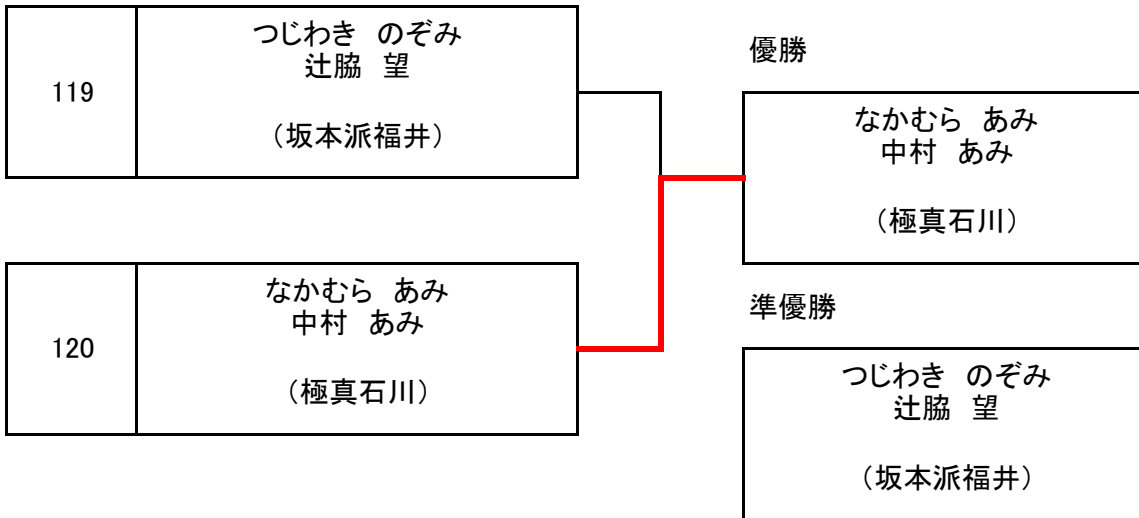 119
つじわき　のぞみ
辻脇　望
（坂本派福井）
120
なかむら　あみ
中村　あみ
（極真石川）
優勝
なかむら　あみ
中村　あみ
（極真石川）
準優勝
つじわき　のぞみ
辻脇　望
（坂本派福井）